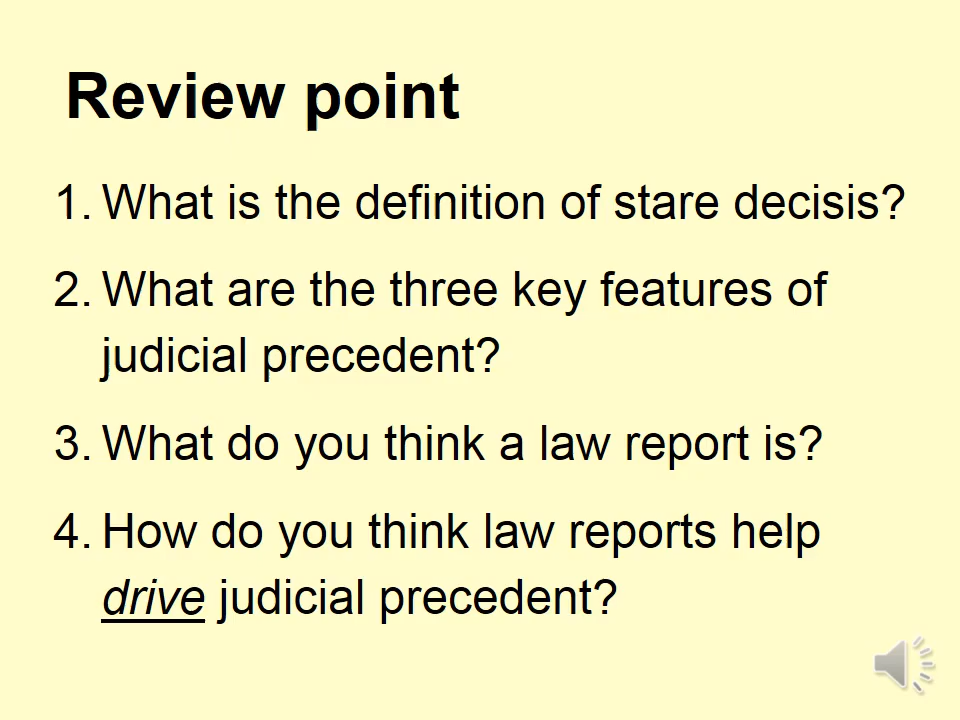 Review point
1. What is the definition of stare decisis?
2. What are the three key features of
judicial precedent?
3. What do you think a law report is?
4. How do you think law reports help
drive judicial precedent?